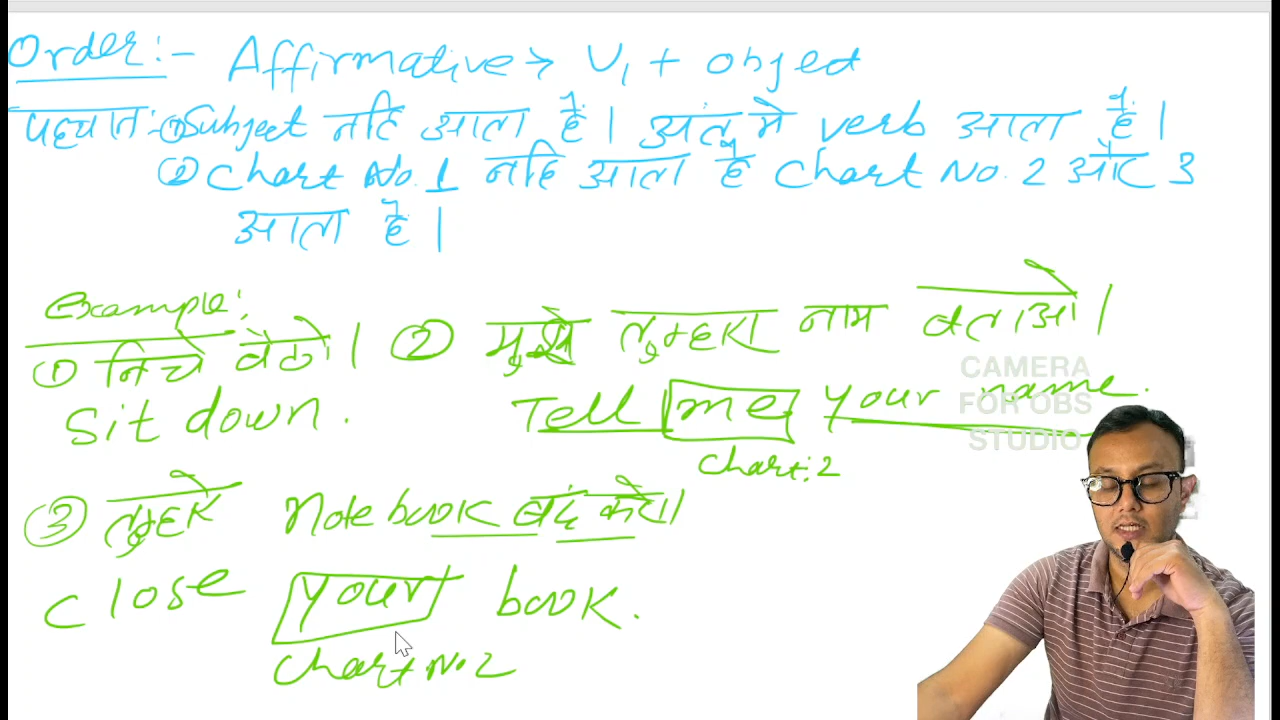 Order:- Affirmative → V1 + object
पहचान:- ① Subject नहि आता है। अंत मे verb आता है।
② Chart No. 1 नहि आता है Chart No. 2 और 3
आता है।
Example:
① निचे बैठो। ② मुझे तुम्हारा नाम बताओ।
Sit down. Tell me your name.
Chart: 2
③ Notebook बंद करो।
Close your book.
Chart No 2
CAMERA
FOR OBS
STUDIO